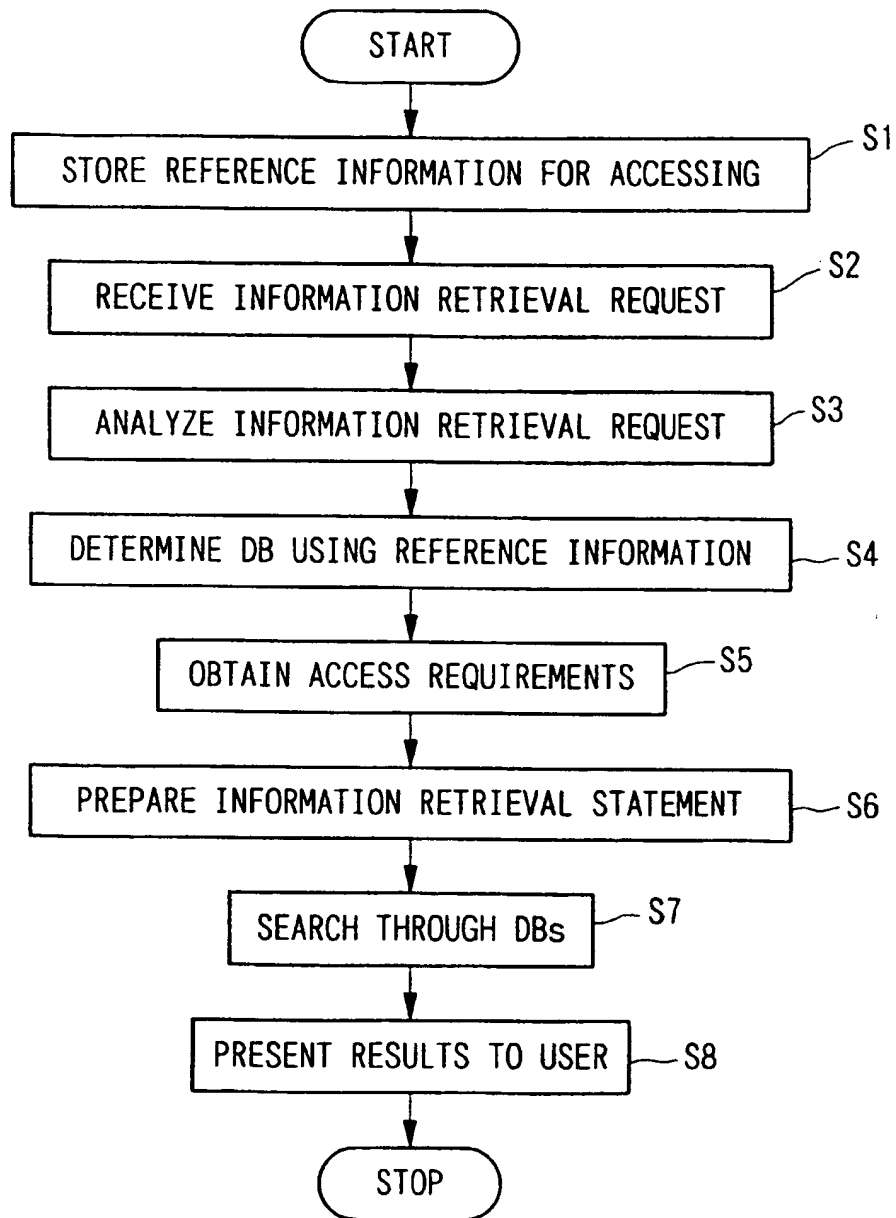 START
S1
STORE REFERENCE INFORMATION FOR ACCESSING
S2
RECEIVE INFORMATION RETRIEVAL REQUEST
S3
ANALYZE INFORMATION RETRIEVAL REQUEST
DETERMINE DB USING REFERENCE INFORMATION
S4
S5
OBTAIN ACCESS REQUIREMENTS
PREPARE INFORMATION RETRIEVAL STATEMENT
S6
S7
SEARCH THROUGH DBs
PRESENT RESULTS TO USER
S8
STOP